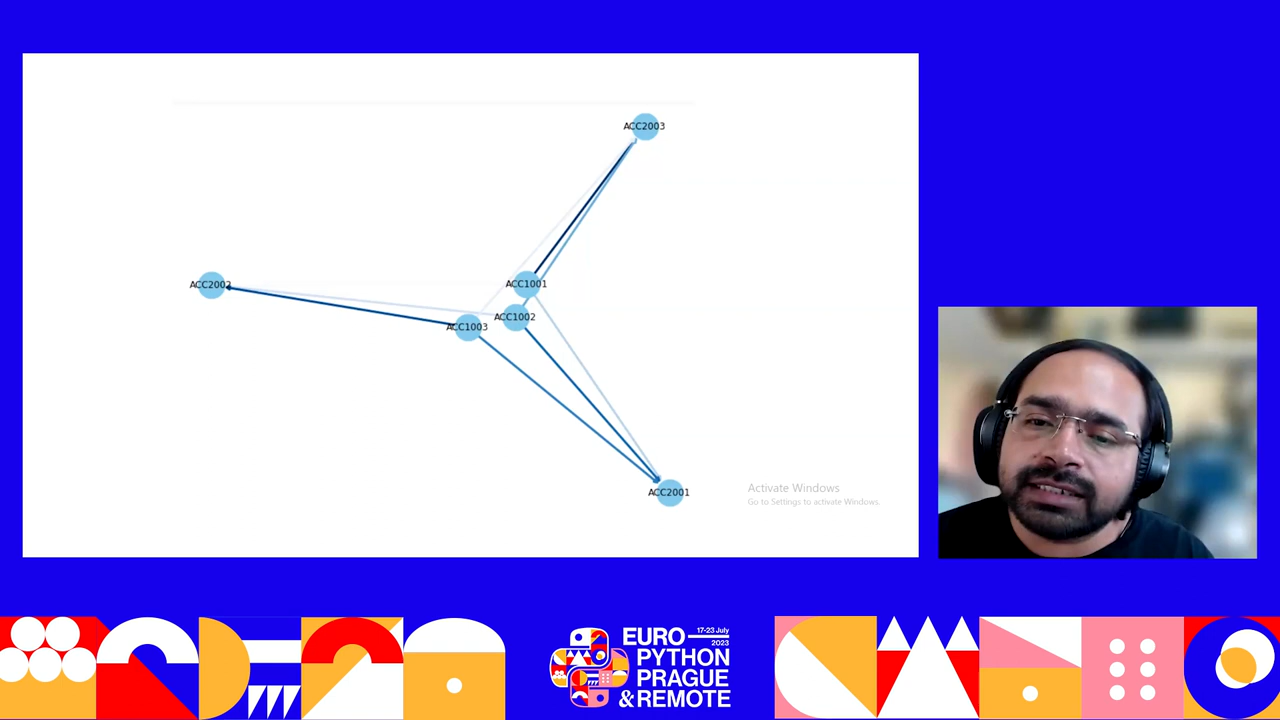 ACC2003
ACC2002
ACC1001
ACC1002
ACC1003
ACC2001
Activate Windows
Go to Settings to activate Windows.
EURO
17-23 July
2023
PYTHON
PRAGUE
&REMOTE